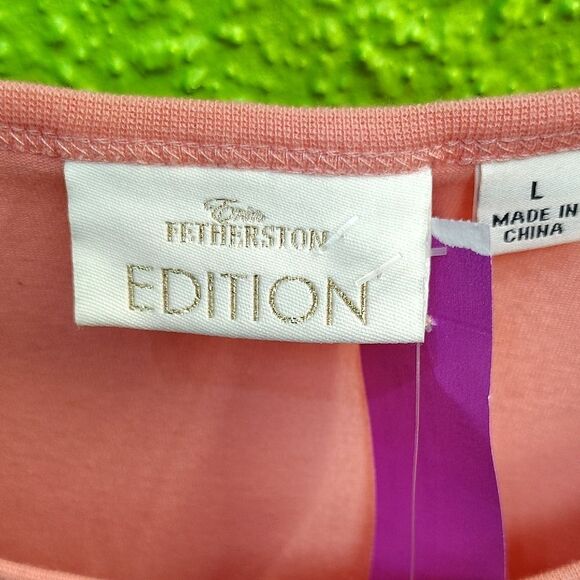 Erin
FETHERSTON
EDITION
L
MADE IN
CHINA